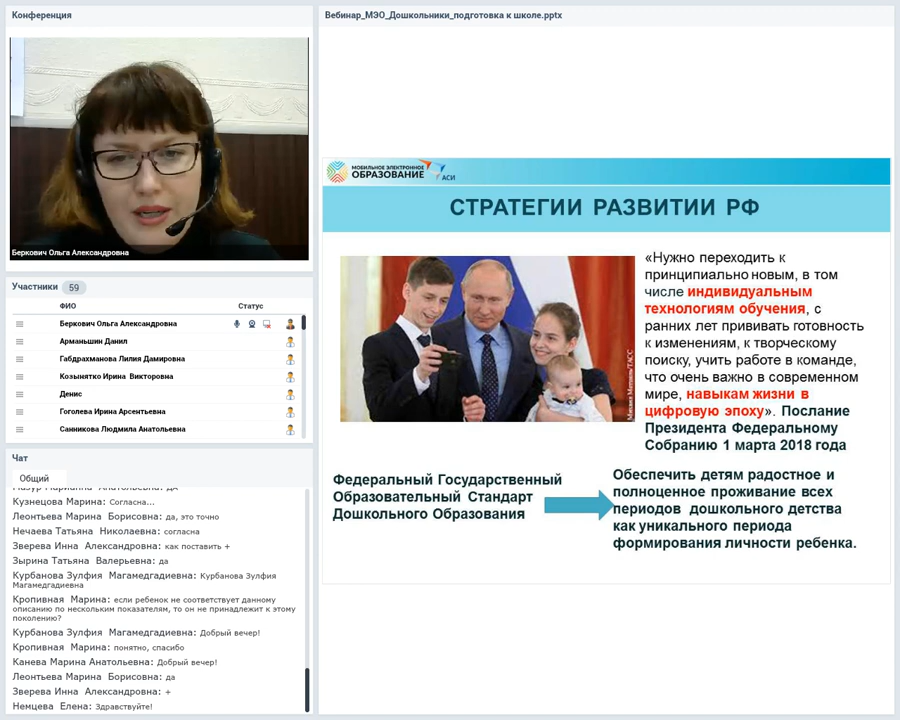 Конференция
Беркович Ольга Александровна
Участники 59
ФИО Статус
Беркович Ольга Александровна
Арманьшин Данил
Габдрахманова Лилия Дамировна
Козынятко Ирина Викторовна
Денис
Гоголева Ирина Арсентьевна
Санникова Людмила Анатольевна
Чат
Общий
Кузнецова Марина: Согласна...
Леонтьева Марина Борисовна: да, это точно
Нечаева Татьяна Николаевна: согласна
Зверева Инна Александровна: как поставить +
Зырина Татьяна Валерьевна: да
Курбанова Зулфия Магамедгадиевна: Курбанова Зулфия
Магамедгадиевна
Кропивная Марина: если ребенок не соответствует данному
описанию по нескольким показателям, то он не принадлежит к этому
поколению?
Курбанова Зулфия Магамедгадиевна: Добрый вечер!
Кропивная Марина: понятно, спасибо
Канева Марина Анатольевна: Добрый вечер!
Леонтьева Марина Борисовна: да
Зверева Инна Александровна: +
Немцева Елена: Здравствуйте!
Вебинар_МЭО_Дошкольники_подготовка к школе.pptx
МОБИЛЬНОЕ ЭЛЕКТРОННОЕ
ОБРАЗОВАНИЕ
АСИ
СТРАТЕГИИ РАЗВИТИИ РФ
«Нужно переходить к
принципиально новым, в том
числе индивидуальным
технологиям обучения, с
ранних лет прививать готовность
к изменениям, к творческому
поиску, учить работе в команде,
что очень важно в современном
мире, навыкам жизни в
цифровую эпоху». Послание
Президента Федеральному
Собранию 1 марта 2018 года
Федеральный Государственный
Образовательный Стандарт
Дошкольного Образования
Обеспечить детям радостное и
полноценное проживание всех
периодов дошкольного детства
как уникального периода
формирования личности ребенка.